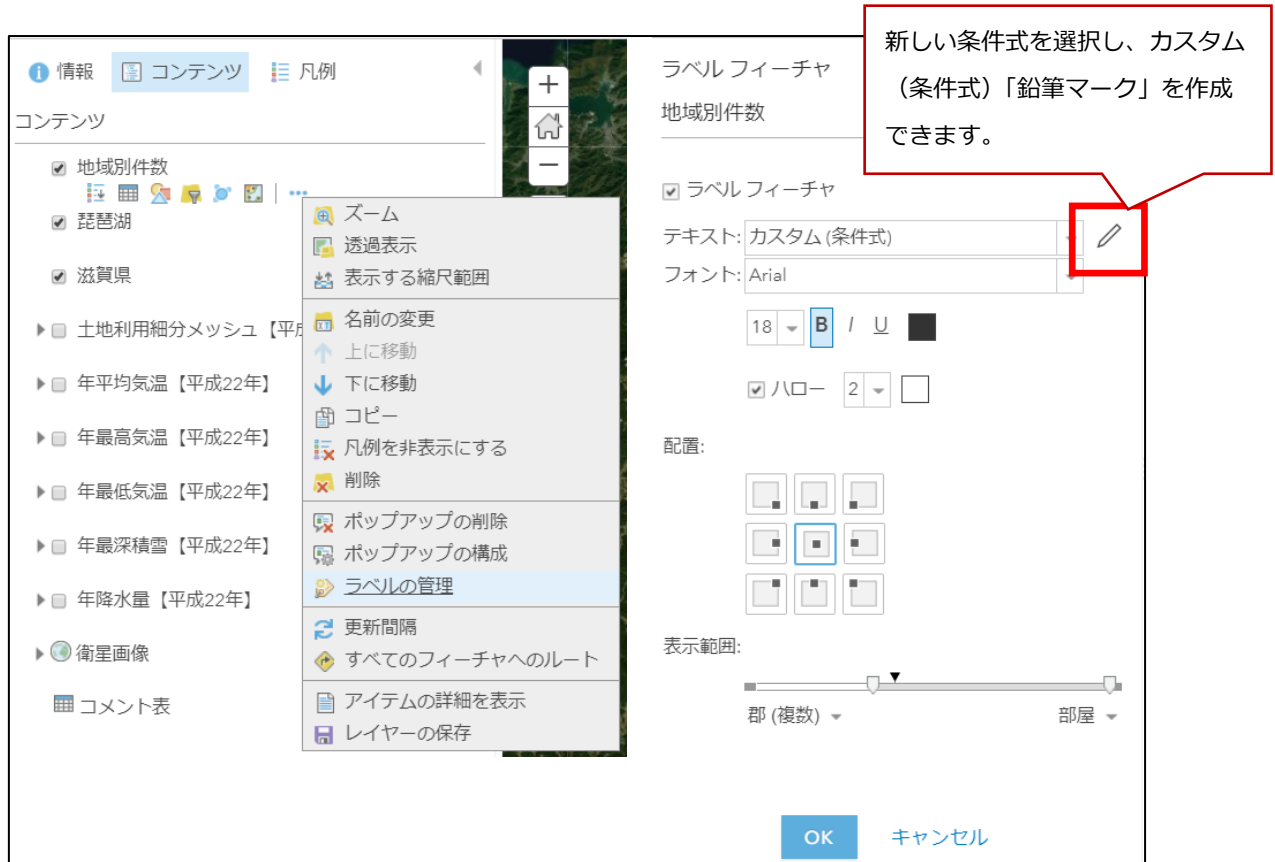 新しい条件式を選択し、カスタム
（条件式）「鉛筆マーク」を作成
できます。
情報 コンテンツ 凡例
コンテンツ
地域別件数
琵琶湖
滋賀県
土地利用細分メッシュ【平成
年平均気温【平成22年】
年最高気温【平成22年】
年最低気温【平成22年】
年最深積雪【平成22年】
年降水量【平成22年】
衛星画像
コメント表
ズーム
透過表示
表示する縮尺範囲
名前の変更
上に移動
下に移動
コピー
凡例を非表示にする
削除
ポップアップの削除
ポップアップの構成
ラベルの管理
更新間隔
すべてのフィーチャへのルート
アイテムの詳細を表示
レイヤーの保存
ラベル フィーチャ
地域別件数
ラベル フィーチャ
テキスト: カスタム (条件式)
フォント: Arial
18 B I U
ハロー 2
配置:
表示範囲:
郡 (複数) 部屋
OK キャンセル